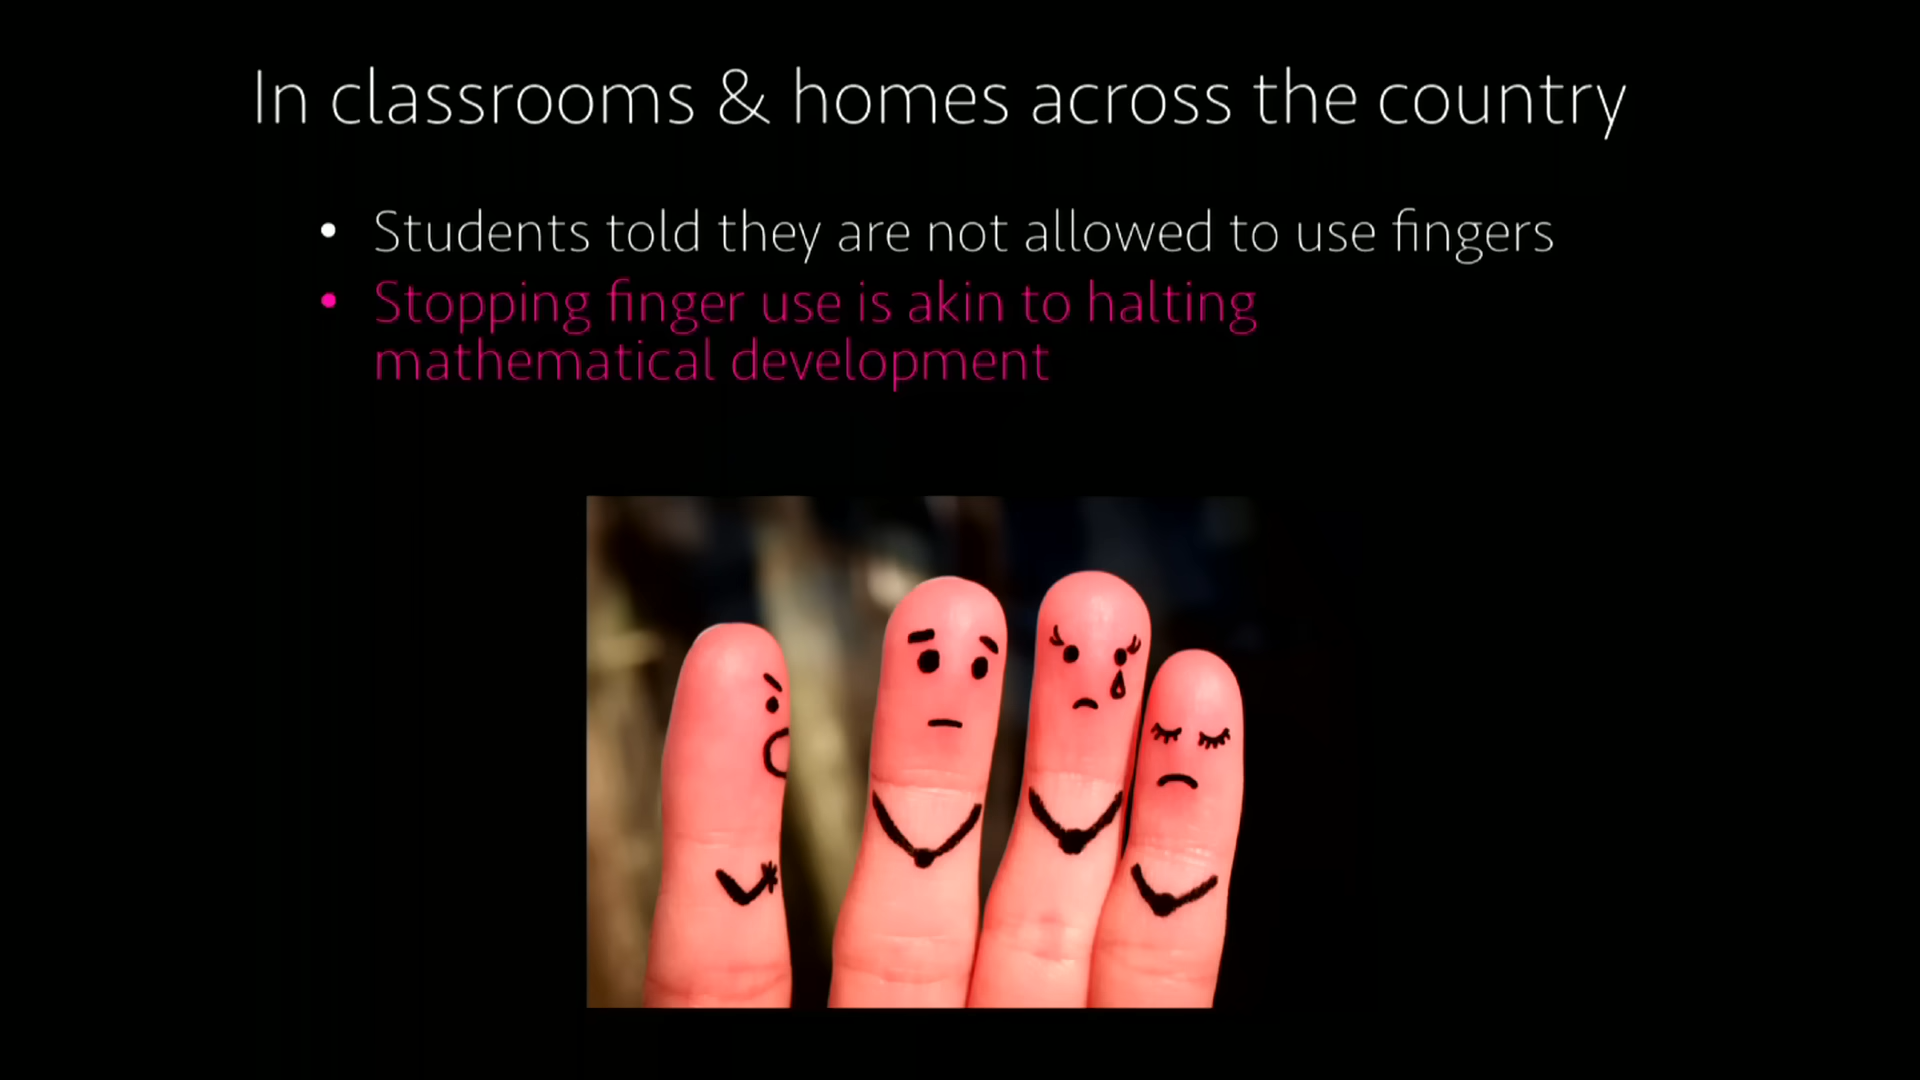 In classrooms & homes across the country
• Students told they are not allowed to use fingers
• Stopping finger use is akin to halting
mathematical development